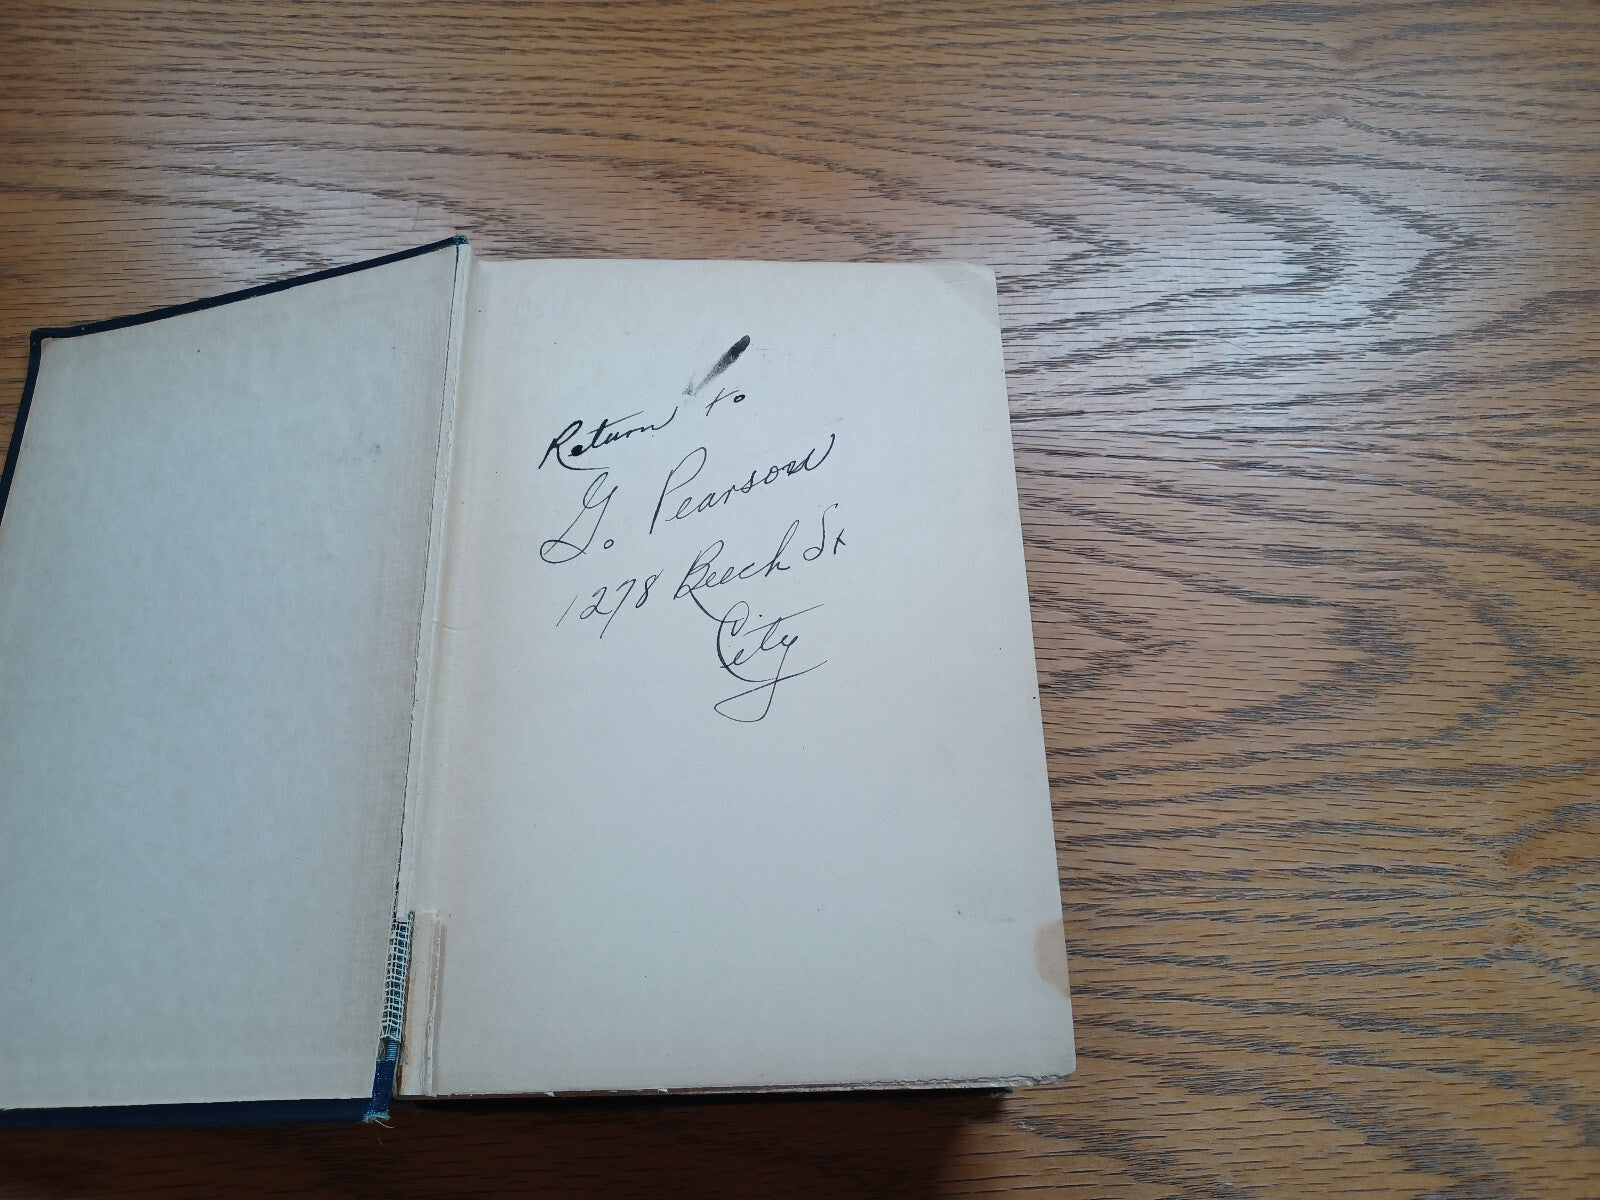 Return to
G. Pearson
1278 Beech St
City